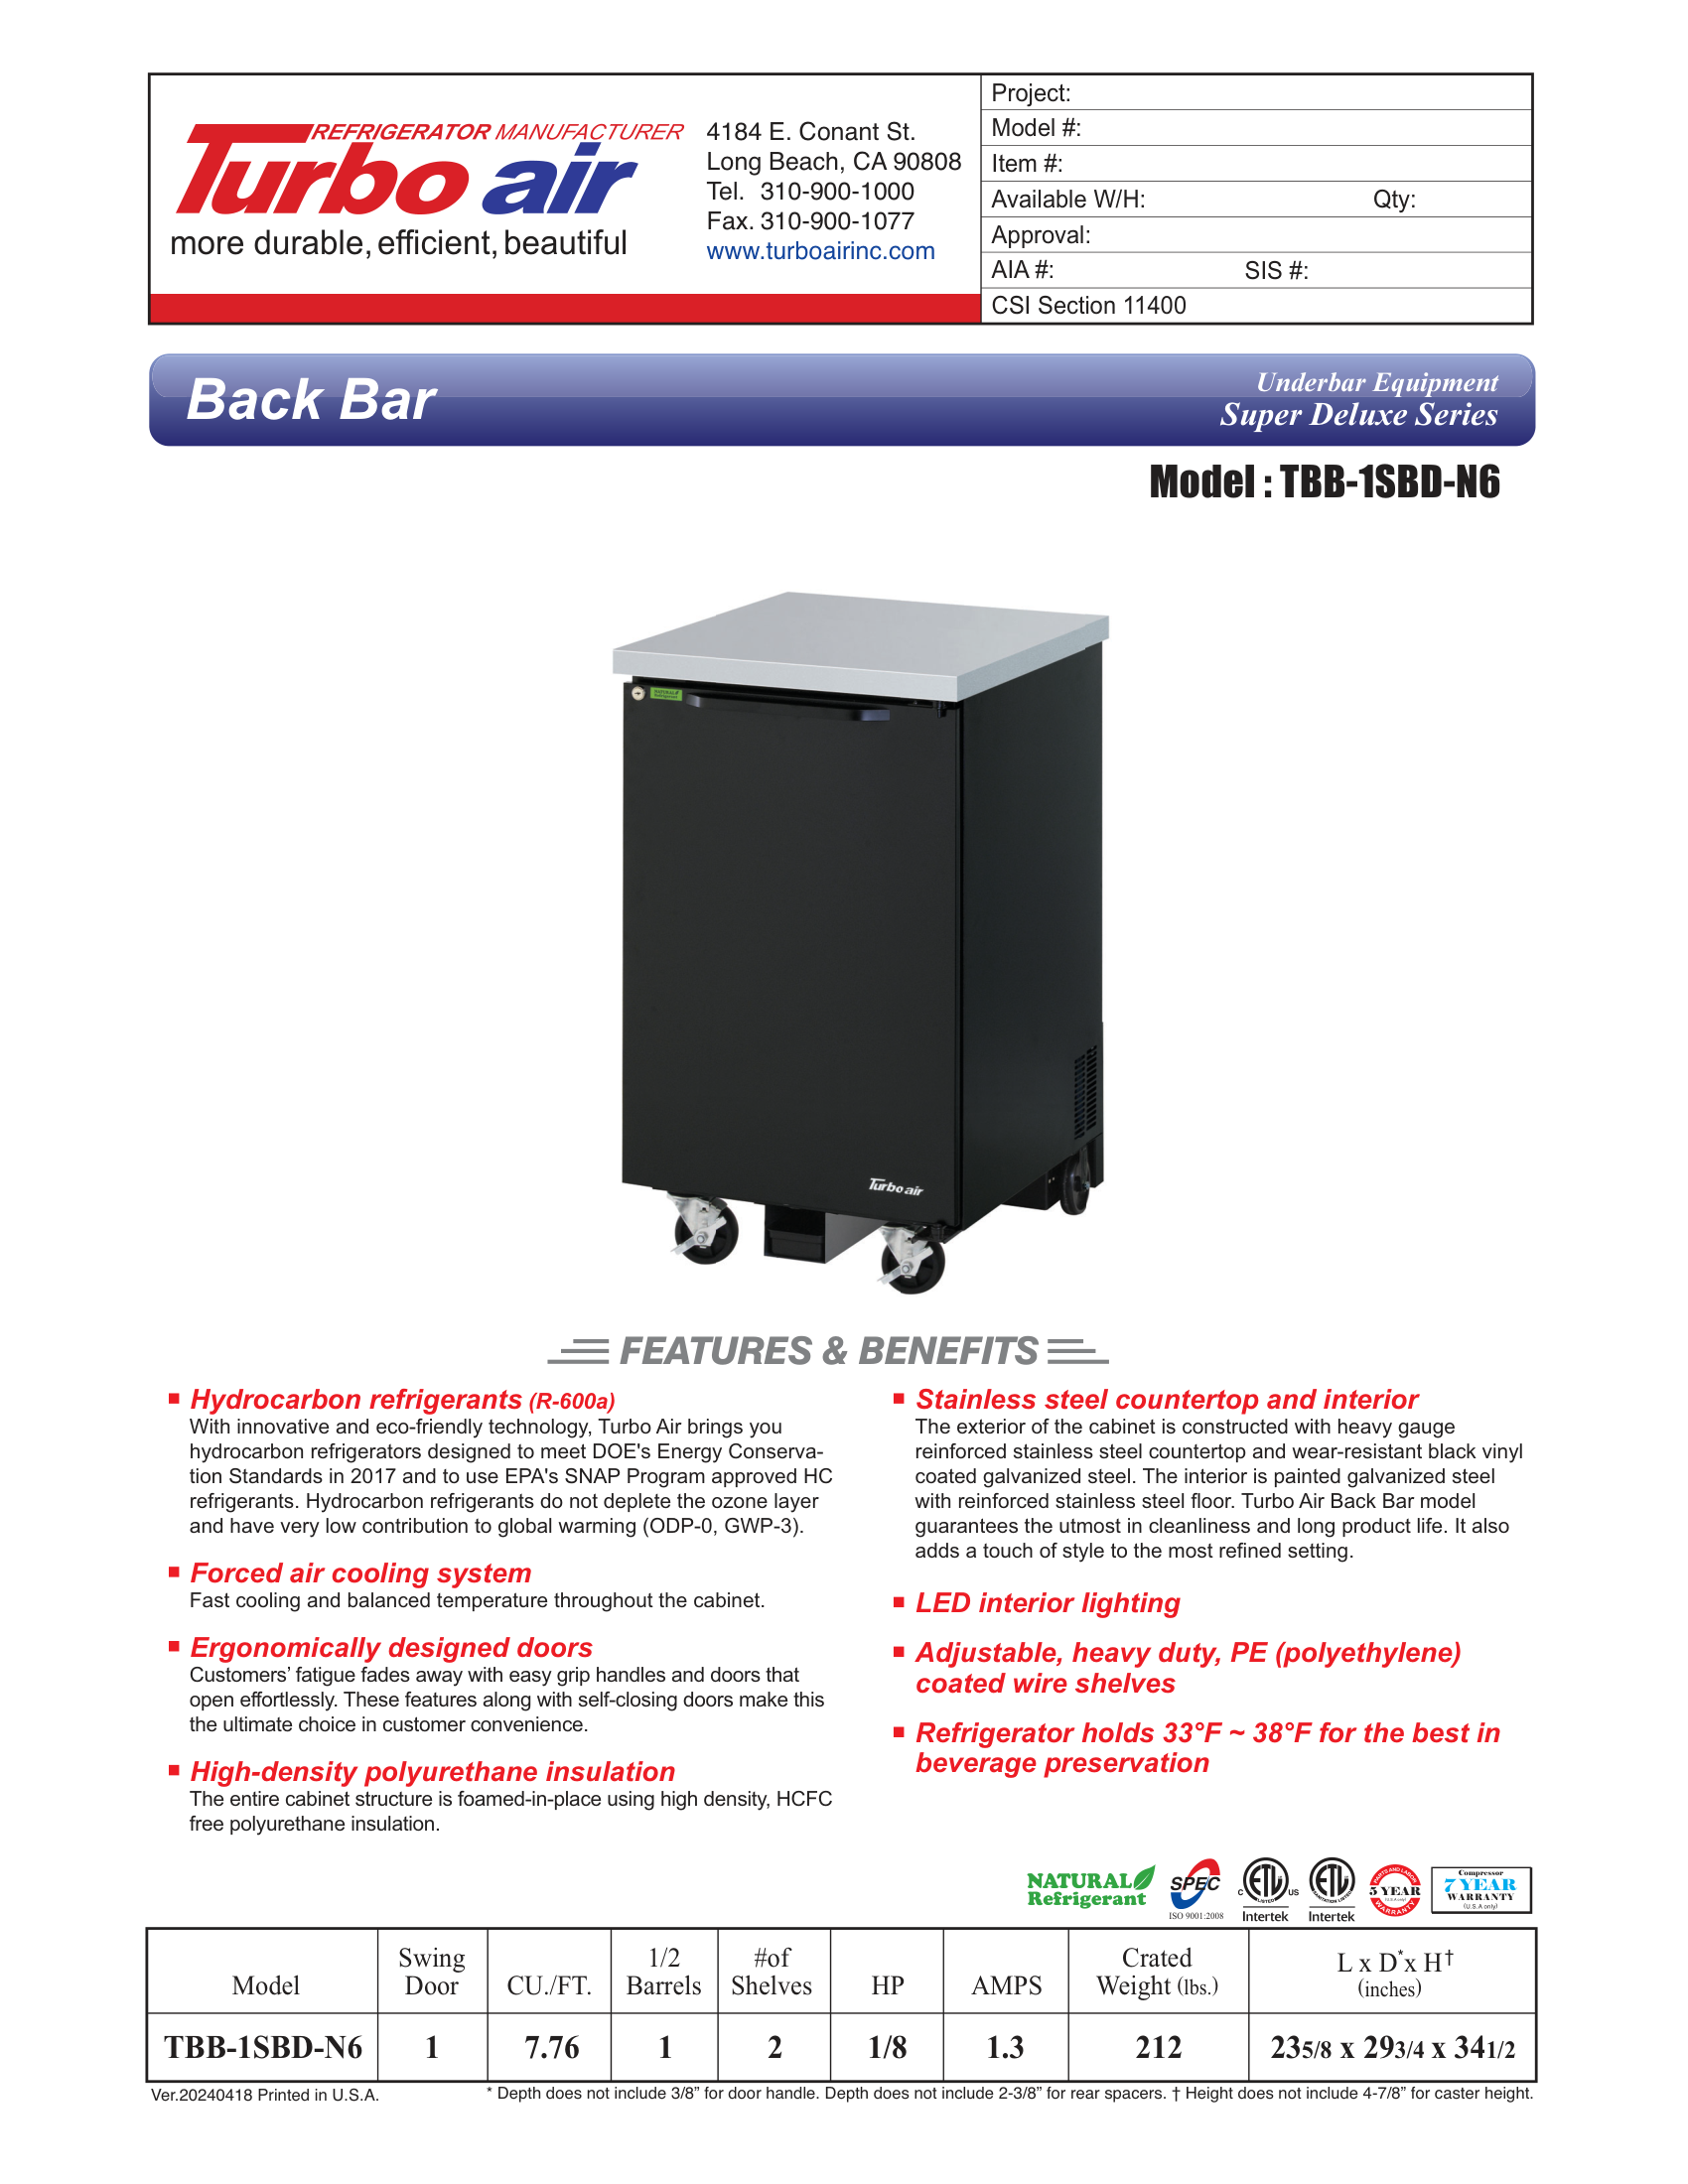 REFRIGERATOR MANUFACTURER
Turbo air
more durable, efficient, beautiful
4184 E. Conant St.
Long Beach, CA 90808
Tel. 310-900-1000
Fax. 310-900-1077
www.turboairinc.com
Project:
Model #:
Item #:
Available W/H: Qty:
Approval:
AIA #: SIS #:
CSI Section 11400
Back Bar
Underbar Equipment
Super Deluxe Series
Model : TBB-1SBD-N6
NATURAL
Refrigerant
Turbo air
FEATURES & BENEFITS
Hydrocarbon refrigerants (R-600a)
With innovative and eco-friendly technology, Turbo Air brings you
hydrocarbon refrigerators designed to meet DOE's Energy Conserva-
tion Standards in 2017 and to use EPA's SNAP Program approved HC
refrigerants. Hydrocarbon refrigerants do not deplete the ozone layer
and have very low contribution to global warming (ODP-0, GWP-3).
Forced air cooling system
Fast cooling and balanced temperature throughout the cabinet.
Ergonomically designed doors
Customers' fatigue fades away with easy grip handles and doors that
open effortlessly. These features along with self-closing doors make this
the ultimate choice in customer convenience.
High-density polyurethane insulation
The entire cabinet structure is foamed-in-place using high density, HCFC
free polyurethane insulation.
Stainless steel countertop and interior
The exterior of the cabinet is constructed with heavy gauge
reinforced stainless steel countertop and wear-resistant black vinyl
coated galvanized steel. The interior is painted galvanized steel
with reinforced stainless steel floor. Turbo Air Back Bar model
guarantees the utmost in cleanliness and long product life. It also
adds a touch of style to the most refined setting.
LED interior lighting
Adjustable, heavy duty, PE (polyethylene)
coated wire shelves
Refrigerator holds 33°F ~ 38°F for the best in
beverage preservation
NATURAL
Refrigerant
SPEC
ISO 9001:2008
C ETL US
LISTED
Intertek
ETL
SANITATION LISTED
Intertek
PARTS AND LABOR
5 YEAR
(U.S.A only)
WARRANTY
Compressor
7 YEAR
WARRANTY
(U.S.A only)
Model Swing Door CU./FT. 1/2 Barrels #of Shelves HP AMPS Crated Weight (lbs.) L x D* x H† (inches)
TBB-1SBD-N6 1 7.76 1 2 1/8 1.3 212 235/8 x 293/4 x 341/2
Ver.20240418 Printed in U.S.A. * Depth does not include 3/8" for door handle. Depth does not include 2-3/8" for rear spacers. † Height does not include 4-7/8" for caster height.